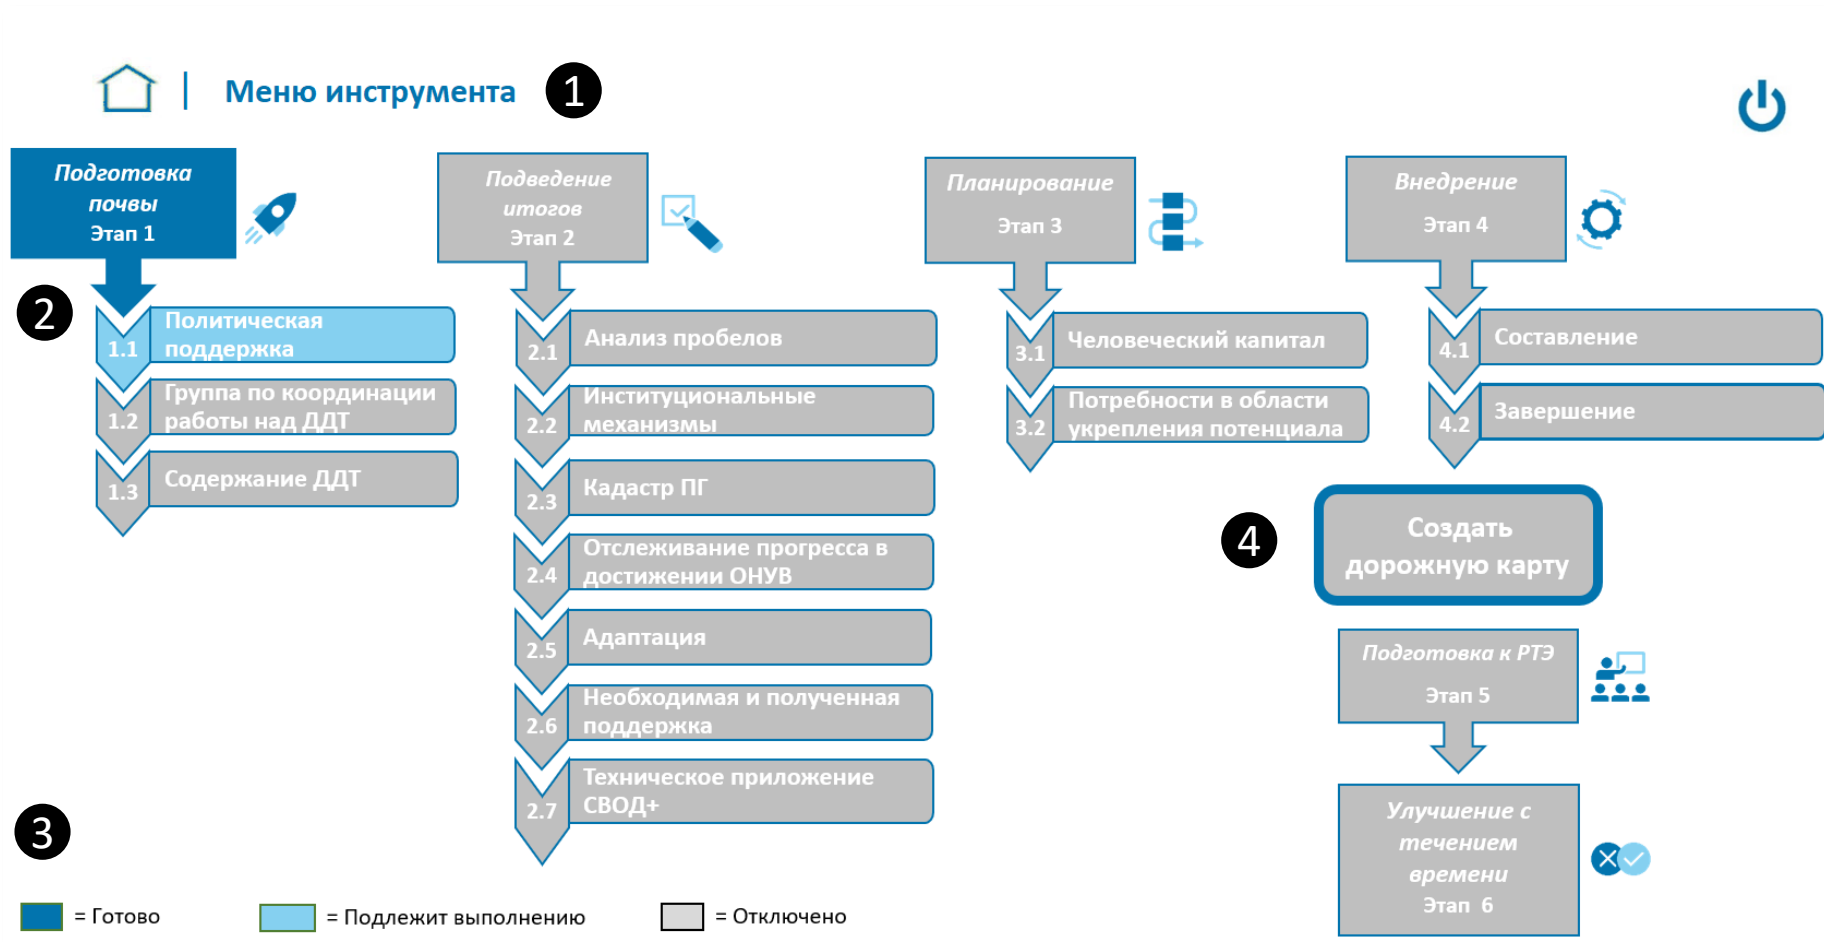 Меню инструмента
1
Подготовка
почвы
Этап 1
2
1.1
Политическая
поддержка
1.2
Группа по координации
работы над ДДТ
1.3
Содержание ДДТ
Подведение
итогов
Этап 2
2.1
Анализ пробелов
2.2
Институциональные
механизмы
2.3
Кадастр ПГ
2.4
Отслеживание прогресса в
достижении ОНУВ
2.5
Адаптация
2.6
Необходимая и полученная
поддержка
2.7
Техническое приложение
СВОД+
Планирование
Этап 3
3.1
Человеческий капитал
3.2
Потребности в области
укрепления потенциала
Внедрение
Этап 4
4.1
Составление
4.2
Завершение
4
Создать
дорожную карту
Подготовка к РТЭ
Этап 5
Улучшение с
течением
времени
Этап 6
3
= Готово
= Подлежит выполнению
= Отключено